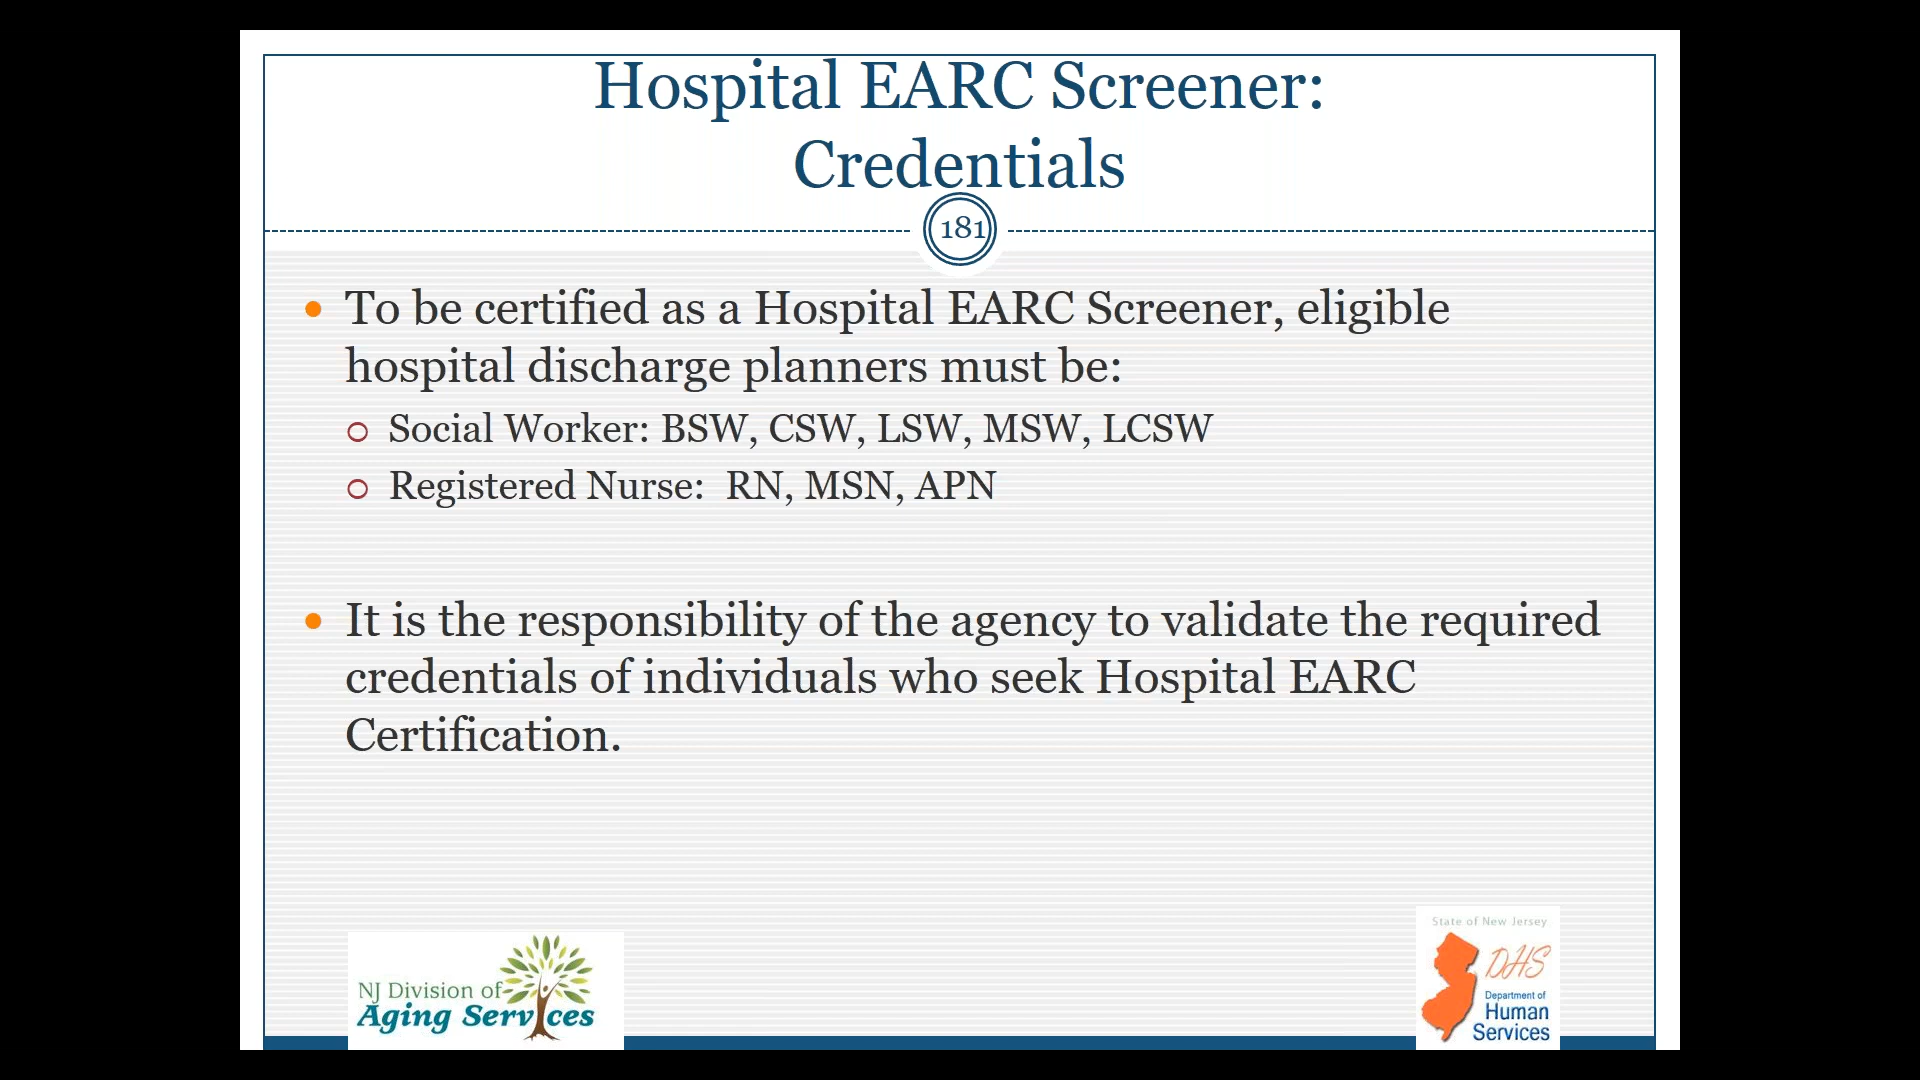 Hospital EARC Screener:
Credentials
181
To be certified as a Hospital EARC Screener, eligible
hospital discharge planners must be:
Social Worker: BSW, CSW, LSW, MSW, LCSW
Registered Nurse: RN, MSN, APN
It is the responsibility of the agency to validate the required
credentials of individuals who seek Hospital EARC
Certification.
NJ Division of
Aging Services
State of New Jersey
DHS
Department of
Human
Services